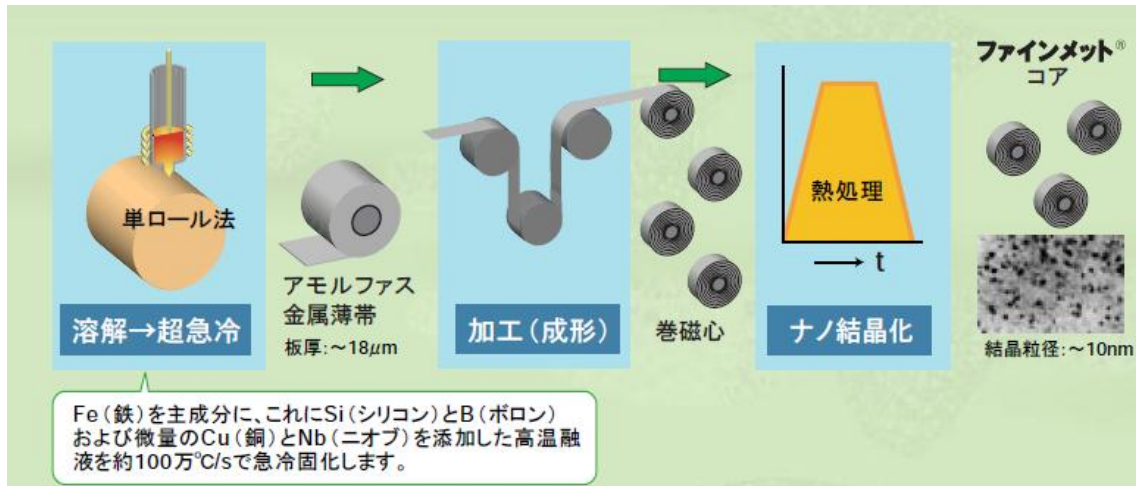 単ロール法
溶解→超急冷
アモルファス
金属薄帯
板厚:～18μm
加工(成形)
巻磁心
熱処理
t
ナノ結晶化
ファインメット®
コア
結晶粒径:～10nm
Fe(鉄)を主成分に、これにSi(シリコン)とB(ボロン)
および微量のCu(銅)とNb(ニオブ)を添加した高温融
液を約100万℃/sで急冷固化します。